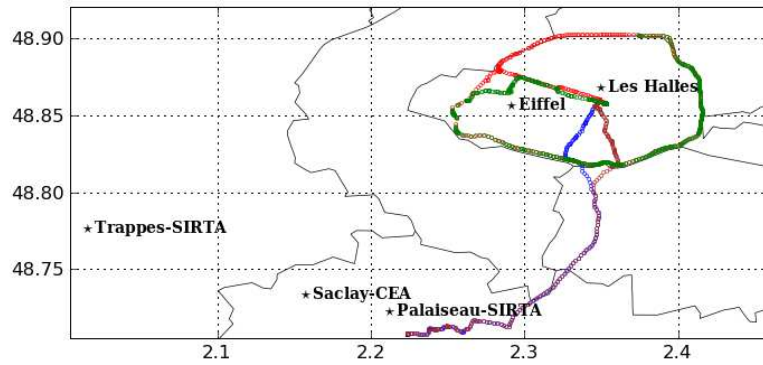 48.90
Les Halles
48.85
Eiffel
48.80
Trappes-SIRTA
48.75
Saclay-CEA
Palaiseau-SIRTA
2.1 2.2 2.3 2.4